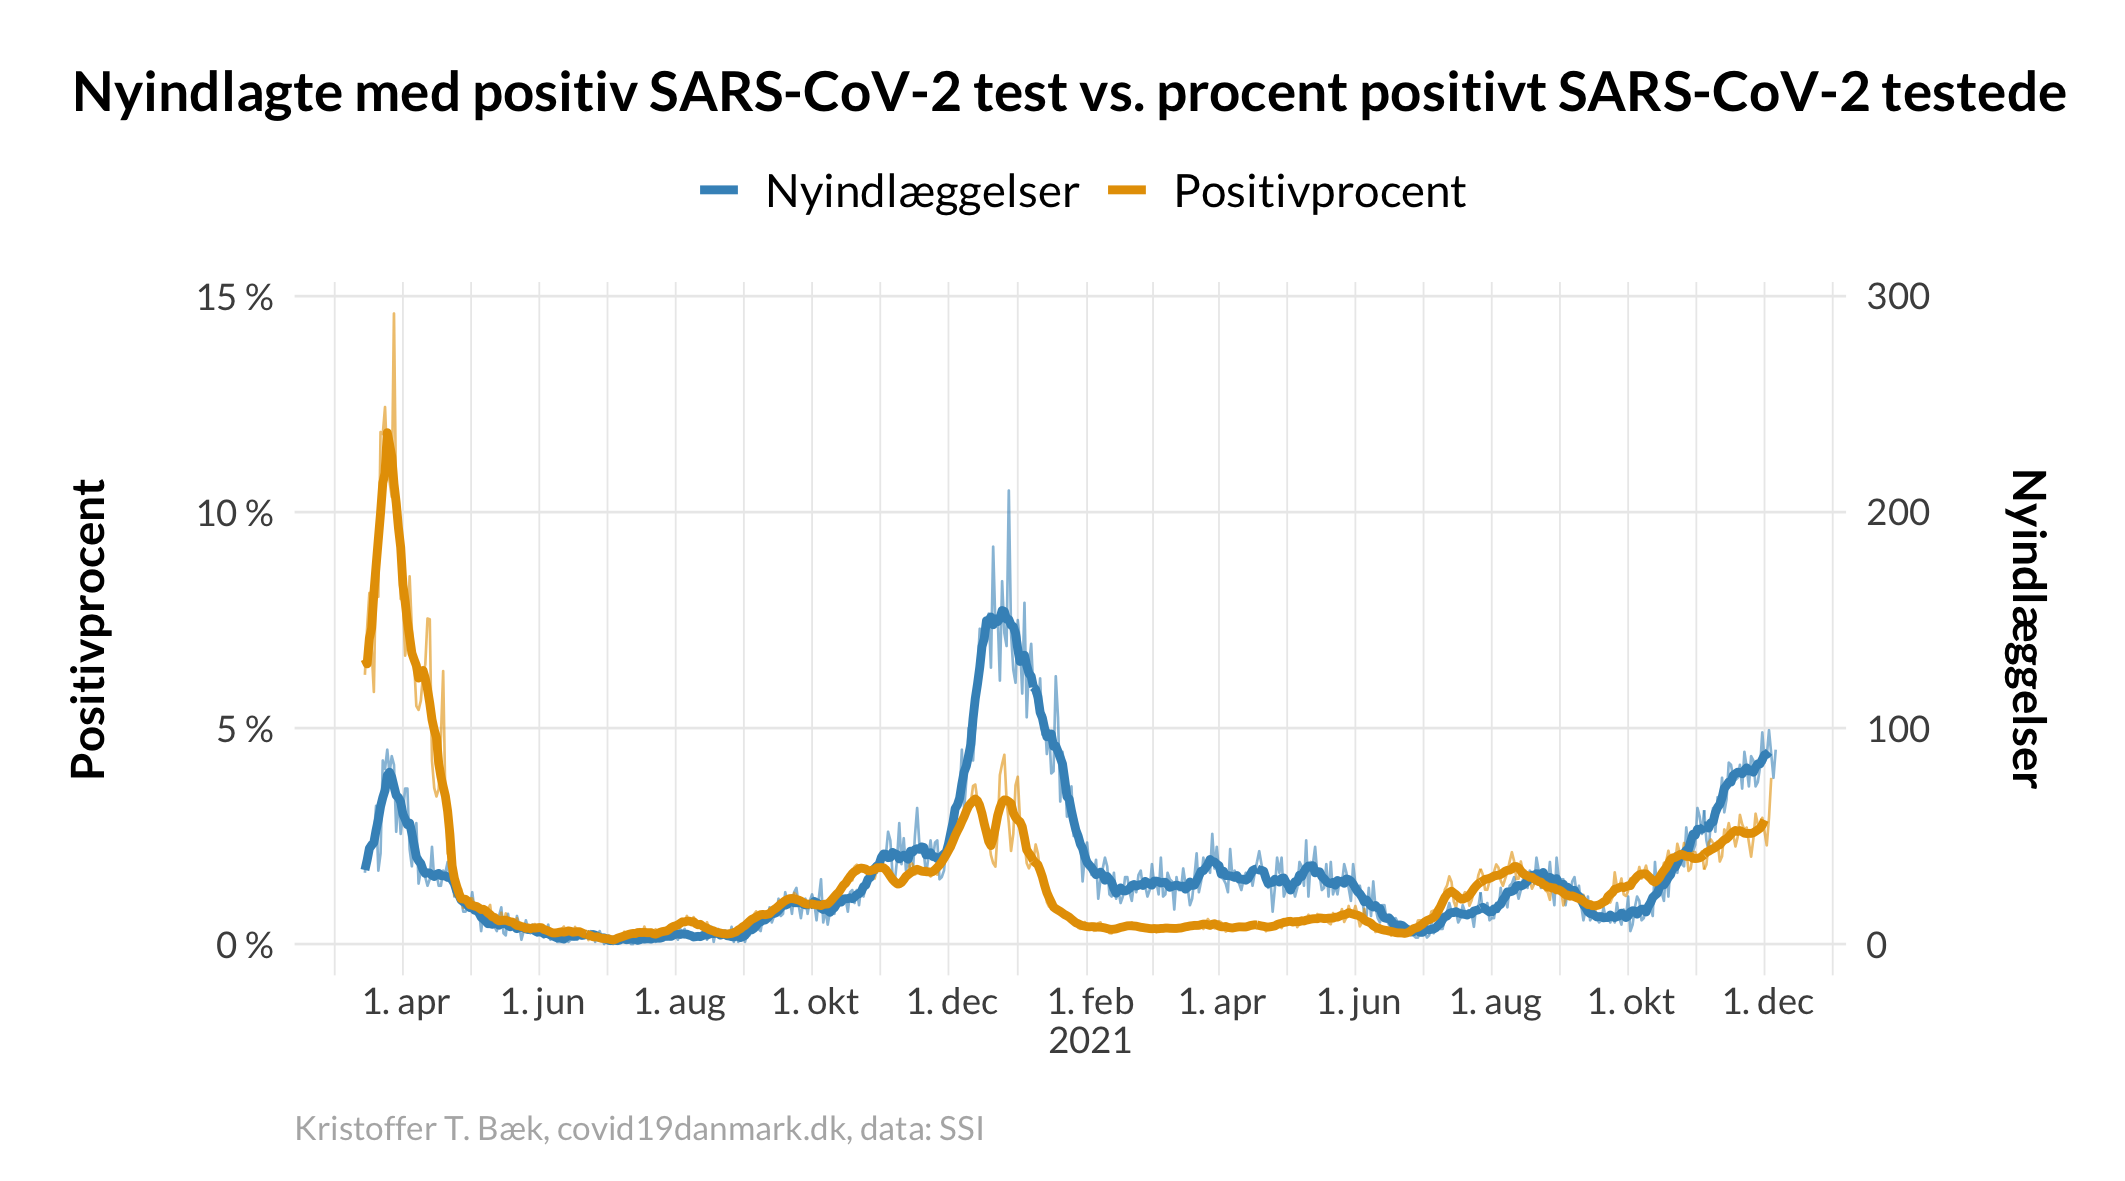 Nyindlagte med positiv SARS-CoV-2 test vs. procent positivt SARS-CoV-2 testede
Nyindlæggelser Positivprocent
15 % 300
10 % 200
5 % 100
0 % 0
Positivprocent
Nyindlæggelser
1. apr 1. jun 1. aug 1. okt 1. dec 1. feb 1. apr 1. jun 1. aug 1. okt 1. dec
2021
Kristoffer T. Bæk, covid19danmark.dk, data: SSI